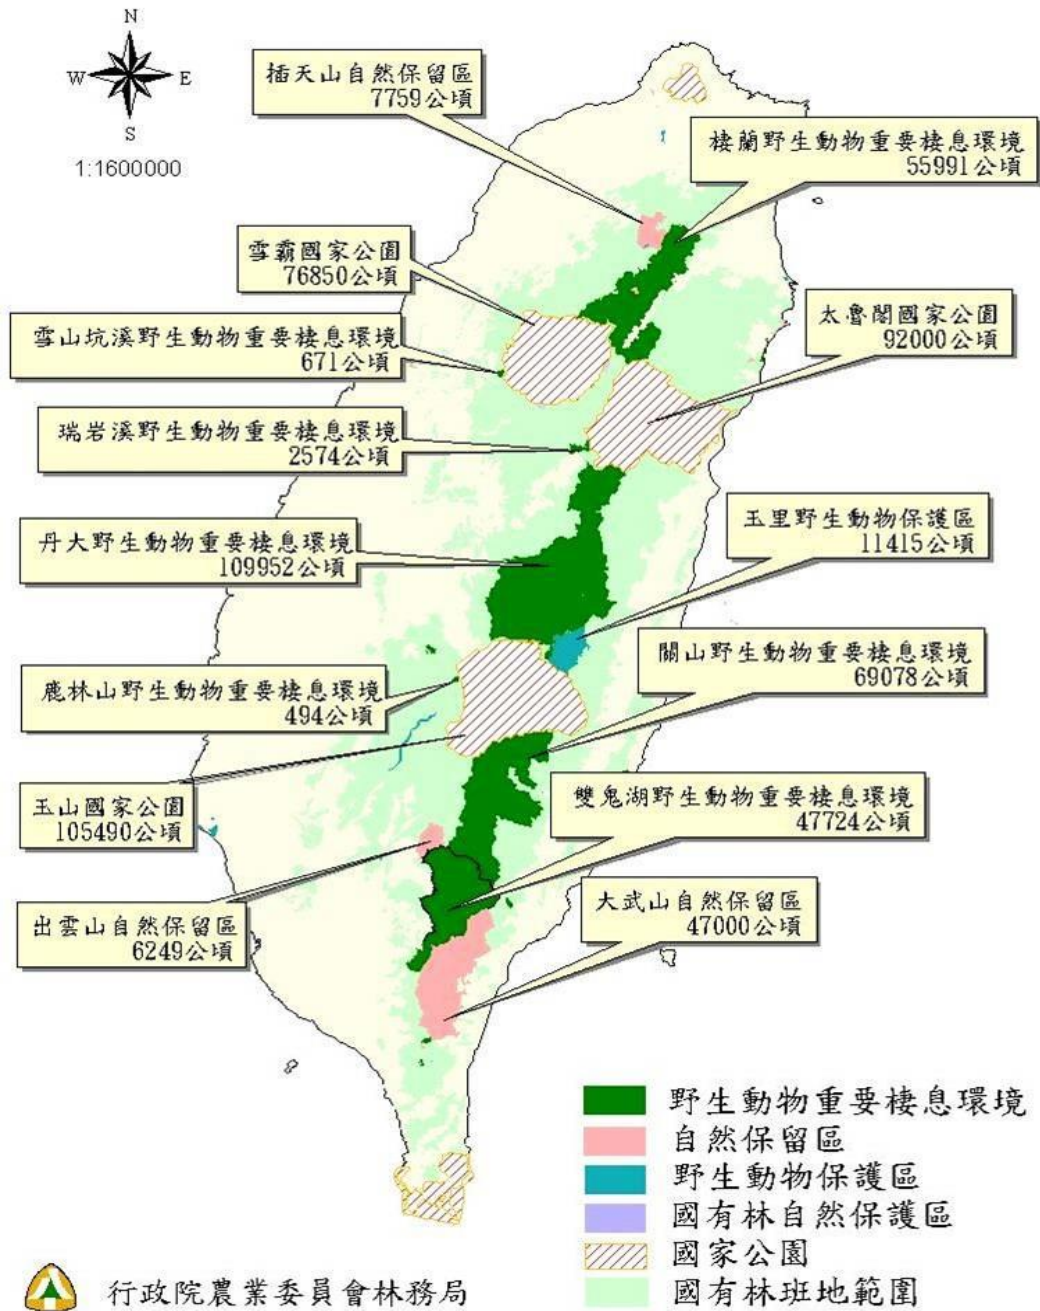 N
W
E
S
1:1600000
插天山自然保留區
7759公頃
棲蘭野生動物重要棲息環境
55991公頃
雪霸國家公園
76850公頃
太魯閣國家公園
92000公頃
雪山坑溪野生動物重要棲息環境
671公頃
瑞岩溪野生動物重要棲息環境
2574公頃
玉里野生動物保護區
11415公頃
丹大野生動物重要棲息環境
109952公頃
關山野生動物重要棲息環境
69078公頃
鹿林山野生動物重要棲息環境
494公頃
雙鬼湖野生動物重要棲息環境
47724公頃
玉山國家公園
105490公頃
大武山自然保留區
47000公頃
出雲山自然保留區
6249公頃
野生動物重要棲息環境
自然保留區
野生動物保護區
國有林自然保護區
國家公園
國有林班地範圍
行政院農業委員會林務局